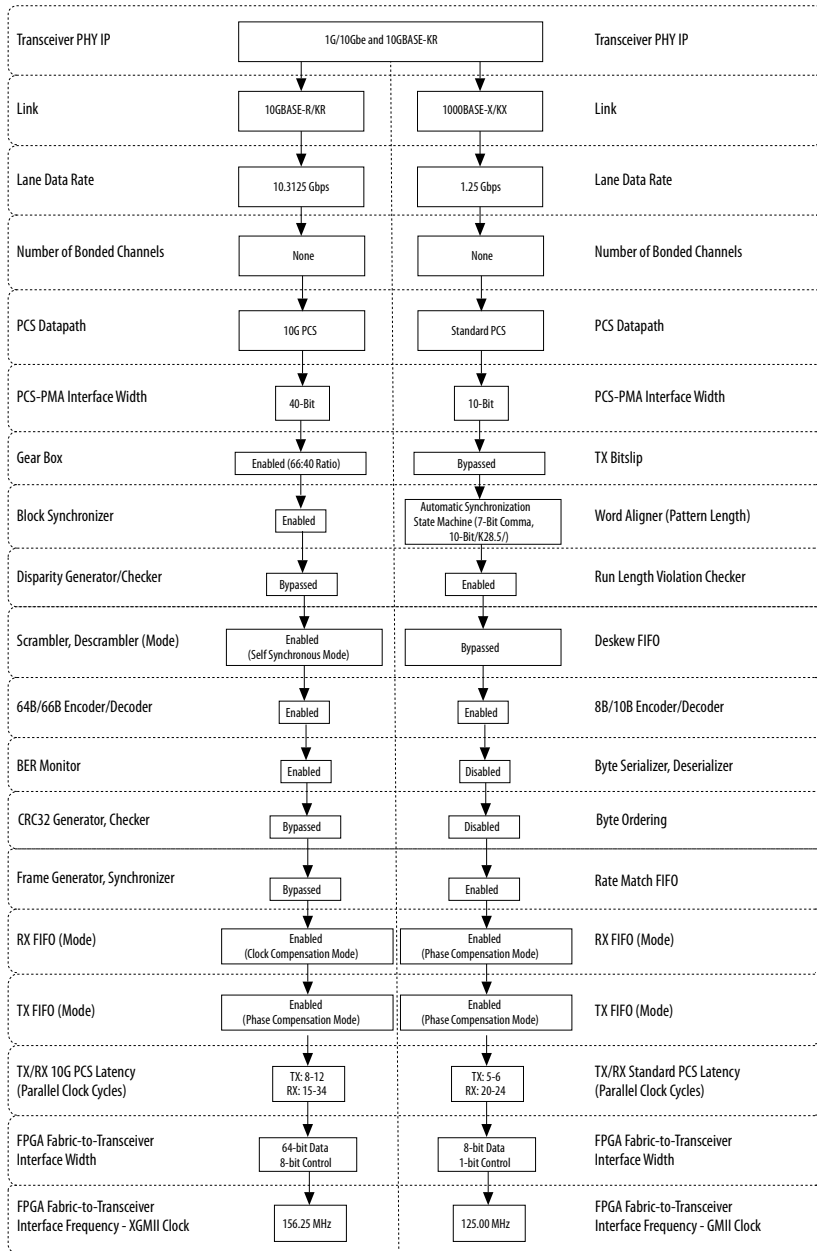 Transceiver PHY IP
1G/10Gbe and 10GBASE-KR
Transceiver PHY IP
Link
10GBASE-R/KR
1000BASE-X/KX
Link
Lane Data Rate
10.3125 Gbps
1.25 Gbps
Lane Data Rate
Number of Bonded Channels
None
None
Number of Bonded Channels
PCS Datapath
10G PCS
Standard PCS
PCS Datapath
PCS-PMA Interface Width
40-Bit
10-Bit
PCS-PMA Interface Width
Gear Box
Enabled (66:40 Ratio)
Bypassed
TX Bitslip
Block Synchronizer
Enabled
Automatic Synchronization
State Machine (7-Bit Comma,
10-Bit/K28.5/)
Word Aligner (Pattern Length)
Disparity Generator/Checker
Bypassed
Enabled
Run Length Violation Checker
Scrambler, Descrambler (Mode)
Enabled
(Self Synchronous Mode)
Bypassed
Deskew FIFO
64B/66B Encoder/Decoder
Enabled
Enabled
8B/10B Encoder/Decoder
BER Monitor
Enabled
Disabled
Byte Serializer, Deserializer
CRC32 Generator, Checker
Bypassed
Disabled
Byte Ordering
Frame Generator, Synchronizer
Bypassed
Enabled
Rate Match FIFO
RX FIFO (Mode)
Enabled
(Clock Compensation Mode)
Enabled
(Phase Compensation Mode)
RX FIFO (Mode)
TX FIFO (Mode)
Enabled
(Phase Compensation Mode)
Enabled
(Phase Compensation Mode)
TX FIFO (Mode)
TX/RX 10G PCS Latency
(Parallel Clock Cycles)
TX: 8-12
RX: 15-34
TX: 5-6
RX: 20-24
TX/RX Standard PCS Latency
(Parallel Clock Cycles)
FPGA Fabric-to-Transceiver
Interface Width
64-bit Data
8-bit Control
8-bit Data
1-bit Control
FPGA Fabric-to-Transceiver
Interface Width
FPGA Fabric-to-Transceiver
Interface Frequency - XGMII Clock
156.25 MHz
125.00 MHz
FPGA Fabric-to-Transceiver
Interface Frequency - GMII Clock